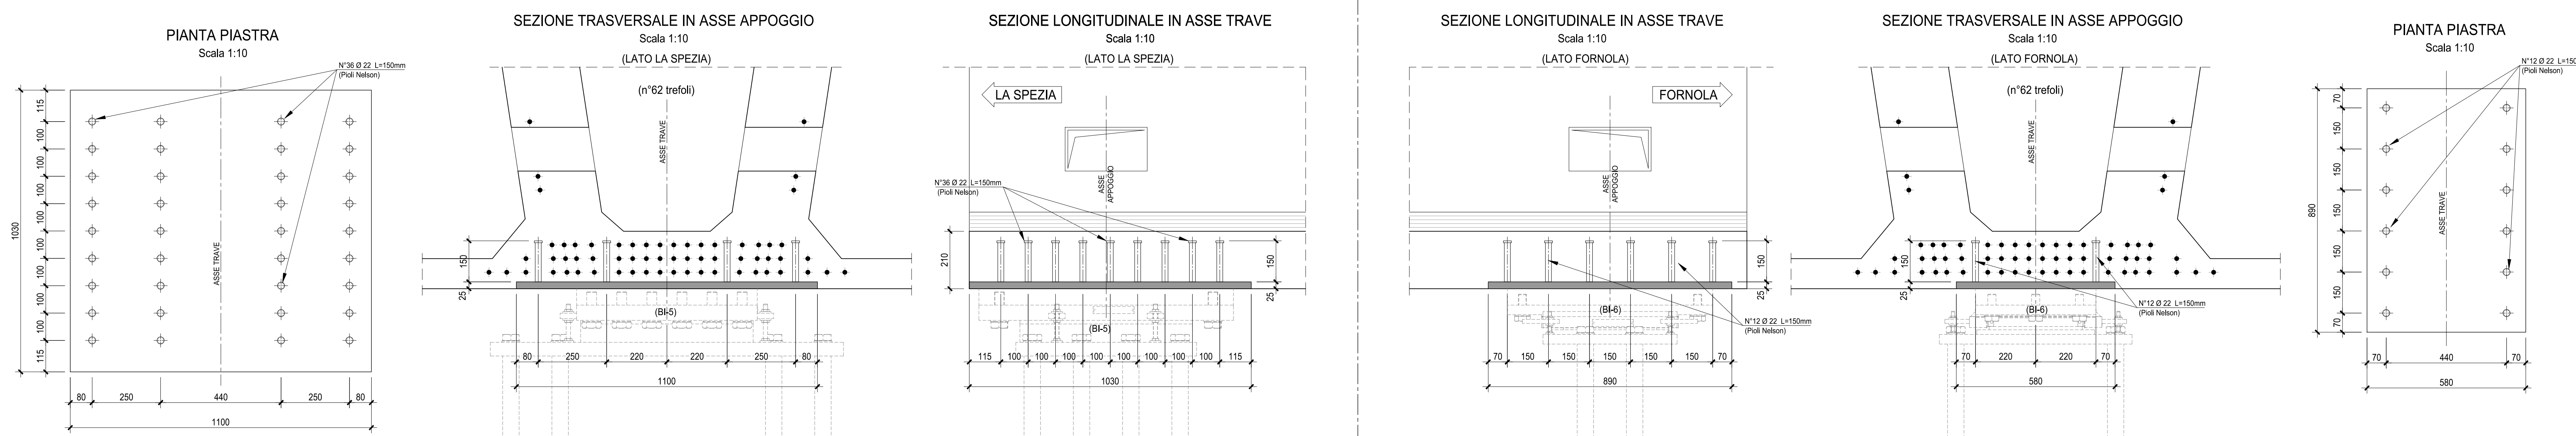 PIANTA PIASTRA
Scala 1:10
N°36 Ø 22 L=150mm
(Pioli Nelson)
115
100
100
100
100
100
100
100
100
115
1030
ASSE TRAVE
80
250
440
250
80
1100
SEZIONE TRASVERSALE IN ASSE APPOGGIO
Scala 1:10
(LATO LA SPEZIA)
(n°62 trefoli)
ASSE TRAVE
150
25
(BI-5)
80
250
220
220
250
80
1100
SEZIONE LONGITUDINALE IN ASSE TRAVE
Scala 1:10
(LATO LA SPEZIA)
LA SPEZIA
ASSE
APPOGGIO
N°36 Ø 22 L=150mm
(Pioli Nelson)
210
150
25
(BI-5)
115
100
100
100
100
100
100
100
100
115
1030
SEZIONE LONGITUDINALE IN ASSE TRAVE
Scala 1:10
(LATO FORNOLA)
FORNOLA
ASSE
APPOGGIO
150
25
(BI-6)
N°12 Ø 22 L=150mm
(Pioli Nelson)
70
150
150
150
150
150
70
890
SEZIONE TRASVERSALE IN ASSE APPOGGIO
Scala 1:10
(LATO FORNOLA)
(n°62 trefoli)
ASSE TRAVE
150
25
(BI-6)
N°12 Ø 22 L=150mm
(Pioli Nelson)
70
220
220
70
580
PIANTA PIASTRA
Scala 1:10
N°12 Ø 22 L=150
(Pioli Nelson)
70
150
150
150
150
150
70
890
ASSE TRAVE
70
440
70
580